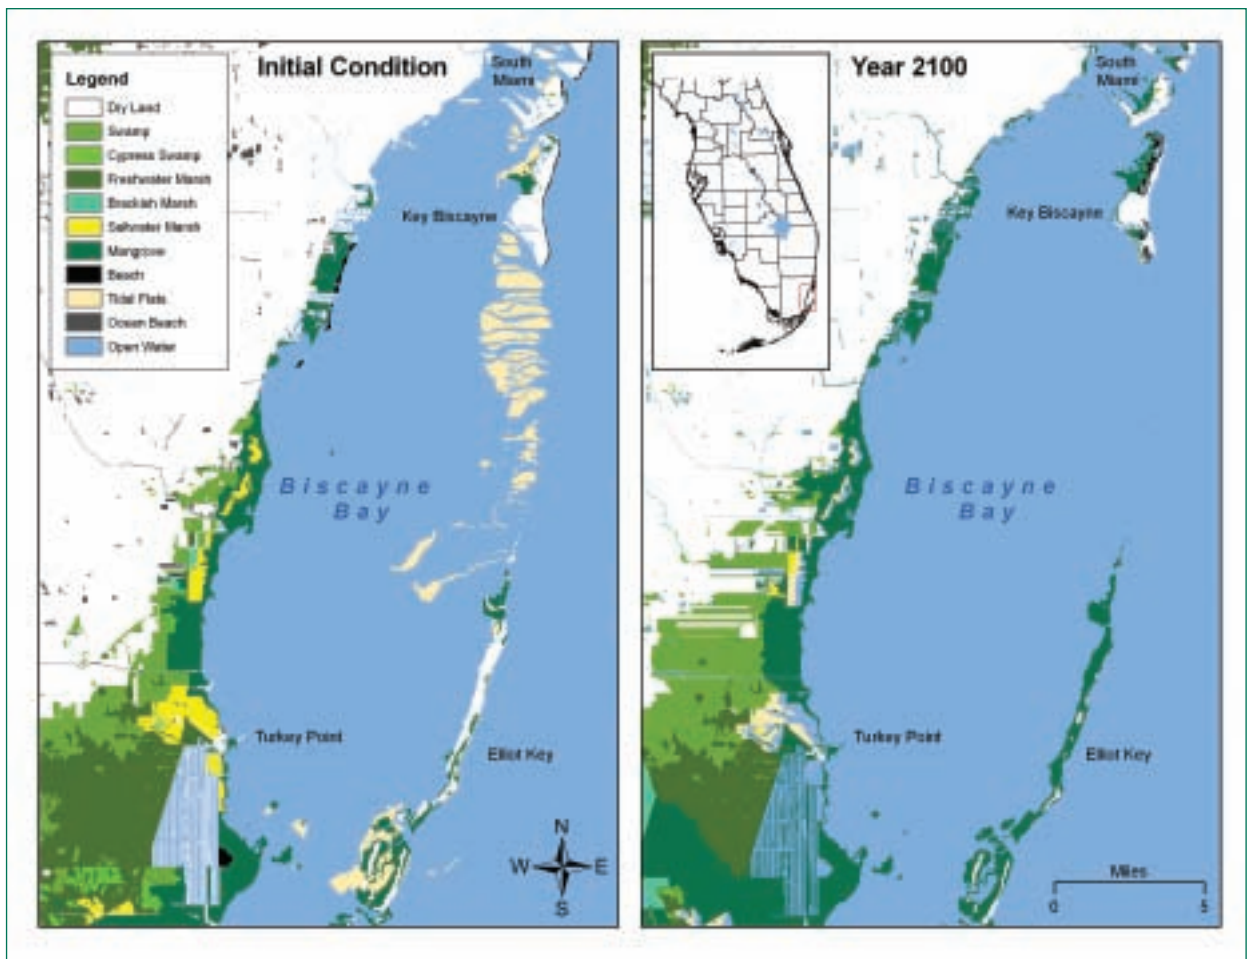 Initial Condition
South
Miami
Legend
Dry Land
Swamp
Cypress Swamp
Freshwater Marsh
Brackish Marsh
Saltwater Marsh
Mangrove
Beach
Tidal Flats
Ocean Beach
Open Water
Key Biscayne
Biscayne
Bay
Turkey Point
Elliot Key
N
W E
S
Year 2100
South
Miami
Key Biscayne
Biscayne
Bay
Turkey Point
Elliot Key
Miles
0 5